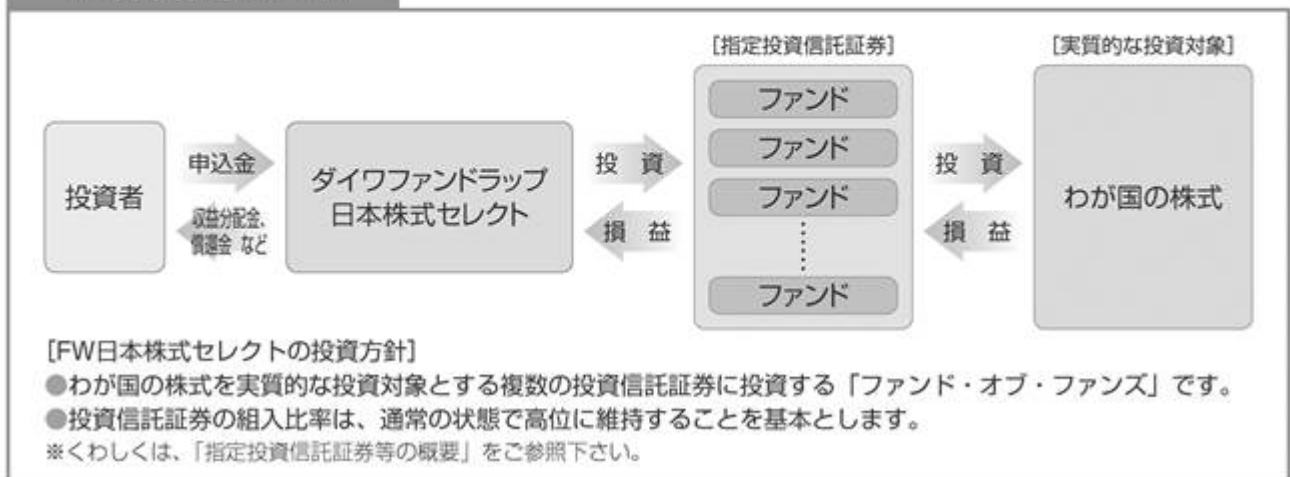 [指定投資信託証券]
[実質的な投資対象]
投資者
申込金
収益分配金、
償還金 など
ダイワファンドラップ
日本株式セレクト
投 資
損 益
ファンド
ファンド
ファンド
ファンド
投 資
損 益
わが国の株式
[FW日本株式セレクトの投資方針]
●わが国の株式を実質的な投資対象とする複数の投資信託証券に投資する「ファンド・オブ・ファンズ」です。
●投資信託証券の組入比率は、通常の状態で高位に維持することを基本とします。
※くわしくは、「指定投資信託証券等の概要」をご参照下さい。